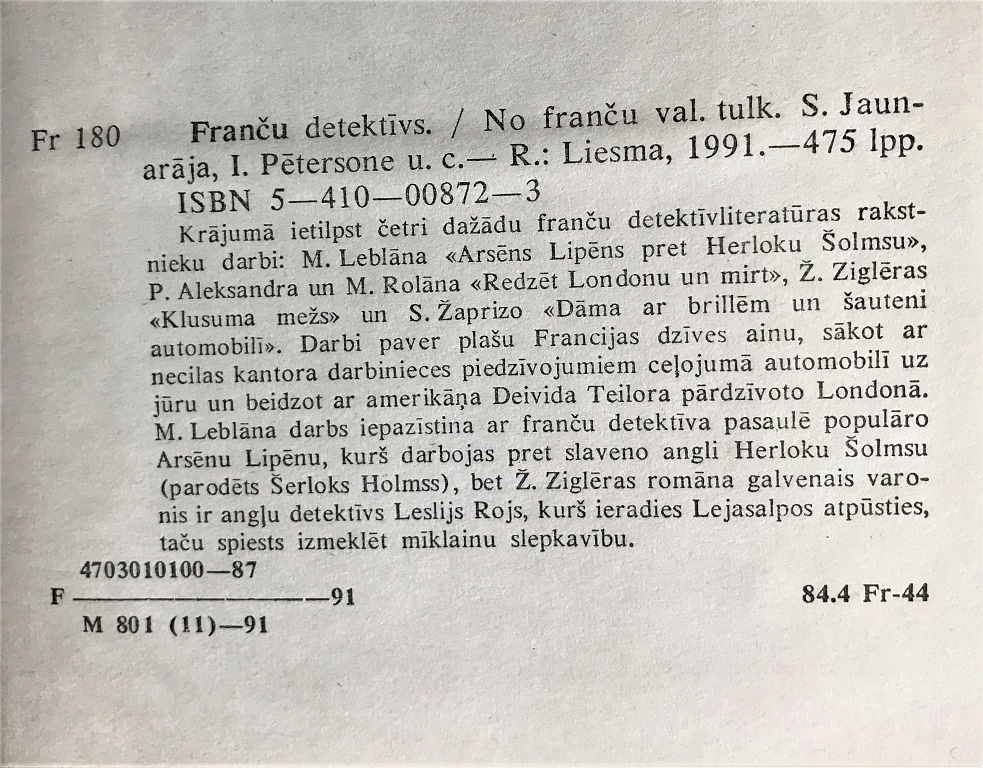 Fr 180 Franču detektīvs. / No franču val. tulk. S. Jaun-
arāja, I. Pētersone u. c.— R.: Liesma, 1991.—475 lpp.
ISBN 5—410—00872—3
Krājumā ietilpst četri dažādu franču detektīvliteratūras rakst-
nieku darbi: M. Leblāna «Arsēns Lipēns pret Herloku Šolmsu»,
P. Aleksandra un M. Rolāna «Redzēt Londonu un mirt», Ž. Ziglēras
«Klusuma mežs» un S. Žaprizo «Dāma ar brillēm un šauteni
automobilī». Darbi paver plašu Francijas dzīves ainu, sākot ar
necilas kantora darbinieces piedzīvojumiem ceļojumā automobilī uz
jūru un beidzot ar amerikāņa Deivida Teilora pārdzīvoto Londonā.
M. Leblāna darbs iepazīstina ar franču detektīva pasaulē populāro
Arsēnu Lipēnu, kurš darbojas pret slaveno angli Herloku Šolmsu
(parodēts Šerloks Holmss), bet Ž. Ziglēras romāna galvenais varo-
nis ir angļu detektīvs Leslijs Rojs, kurš ieradies Lejasalpos atpūsties,
taču spiests izmeklēt mīklainu slepkavību.
4703010100—87
F ——————————91 84.4 Fr-44
M 801 (11)—91